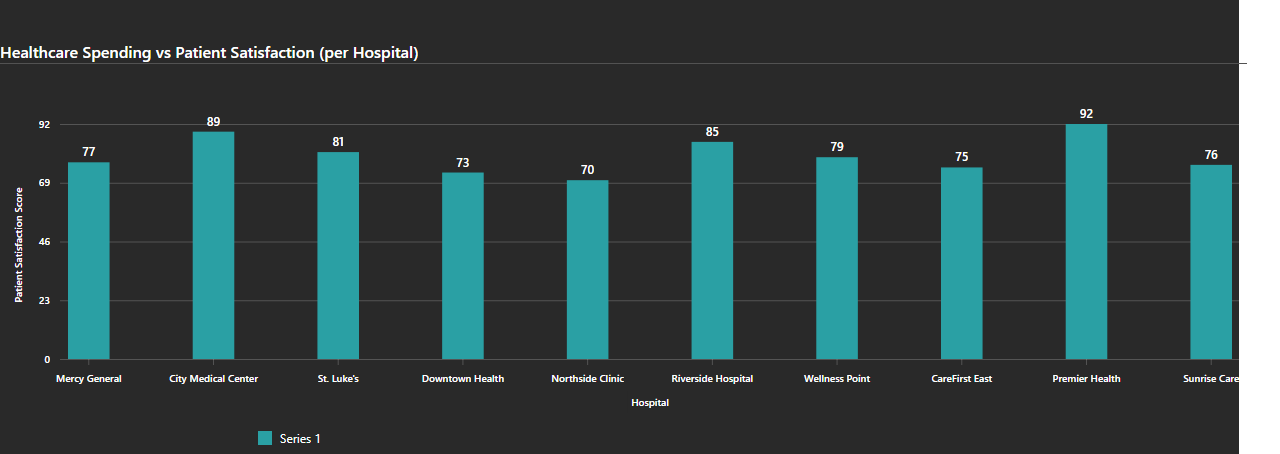 Healthcare Spending vs Patient Satisfaction (per Hospital)
92
69
46
23
0
Patient Satisfaction Score
77
89
81
73
70
85
79
75
92
76
Mercy General
City Medical Center
St. Luke's
Downtown Health
Northside Clinic
Riverside Hospital
Wellness Point
CareFirst East
Premier Health
Sunrise Care
Hospital
Series 1